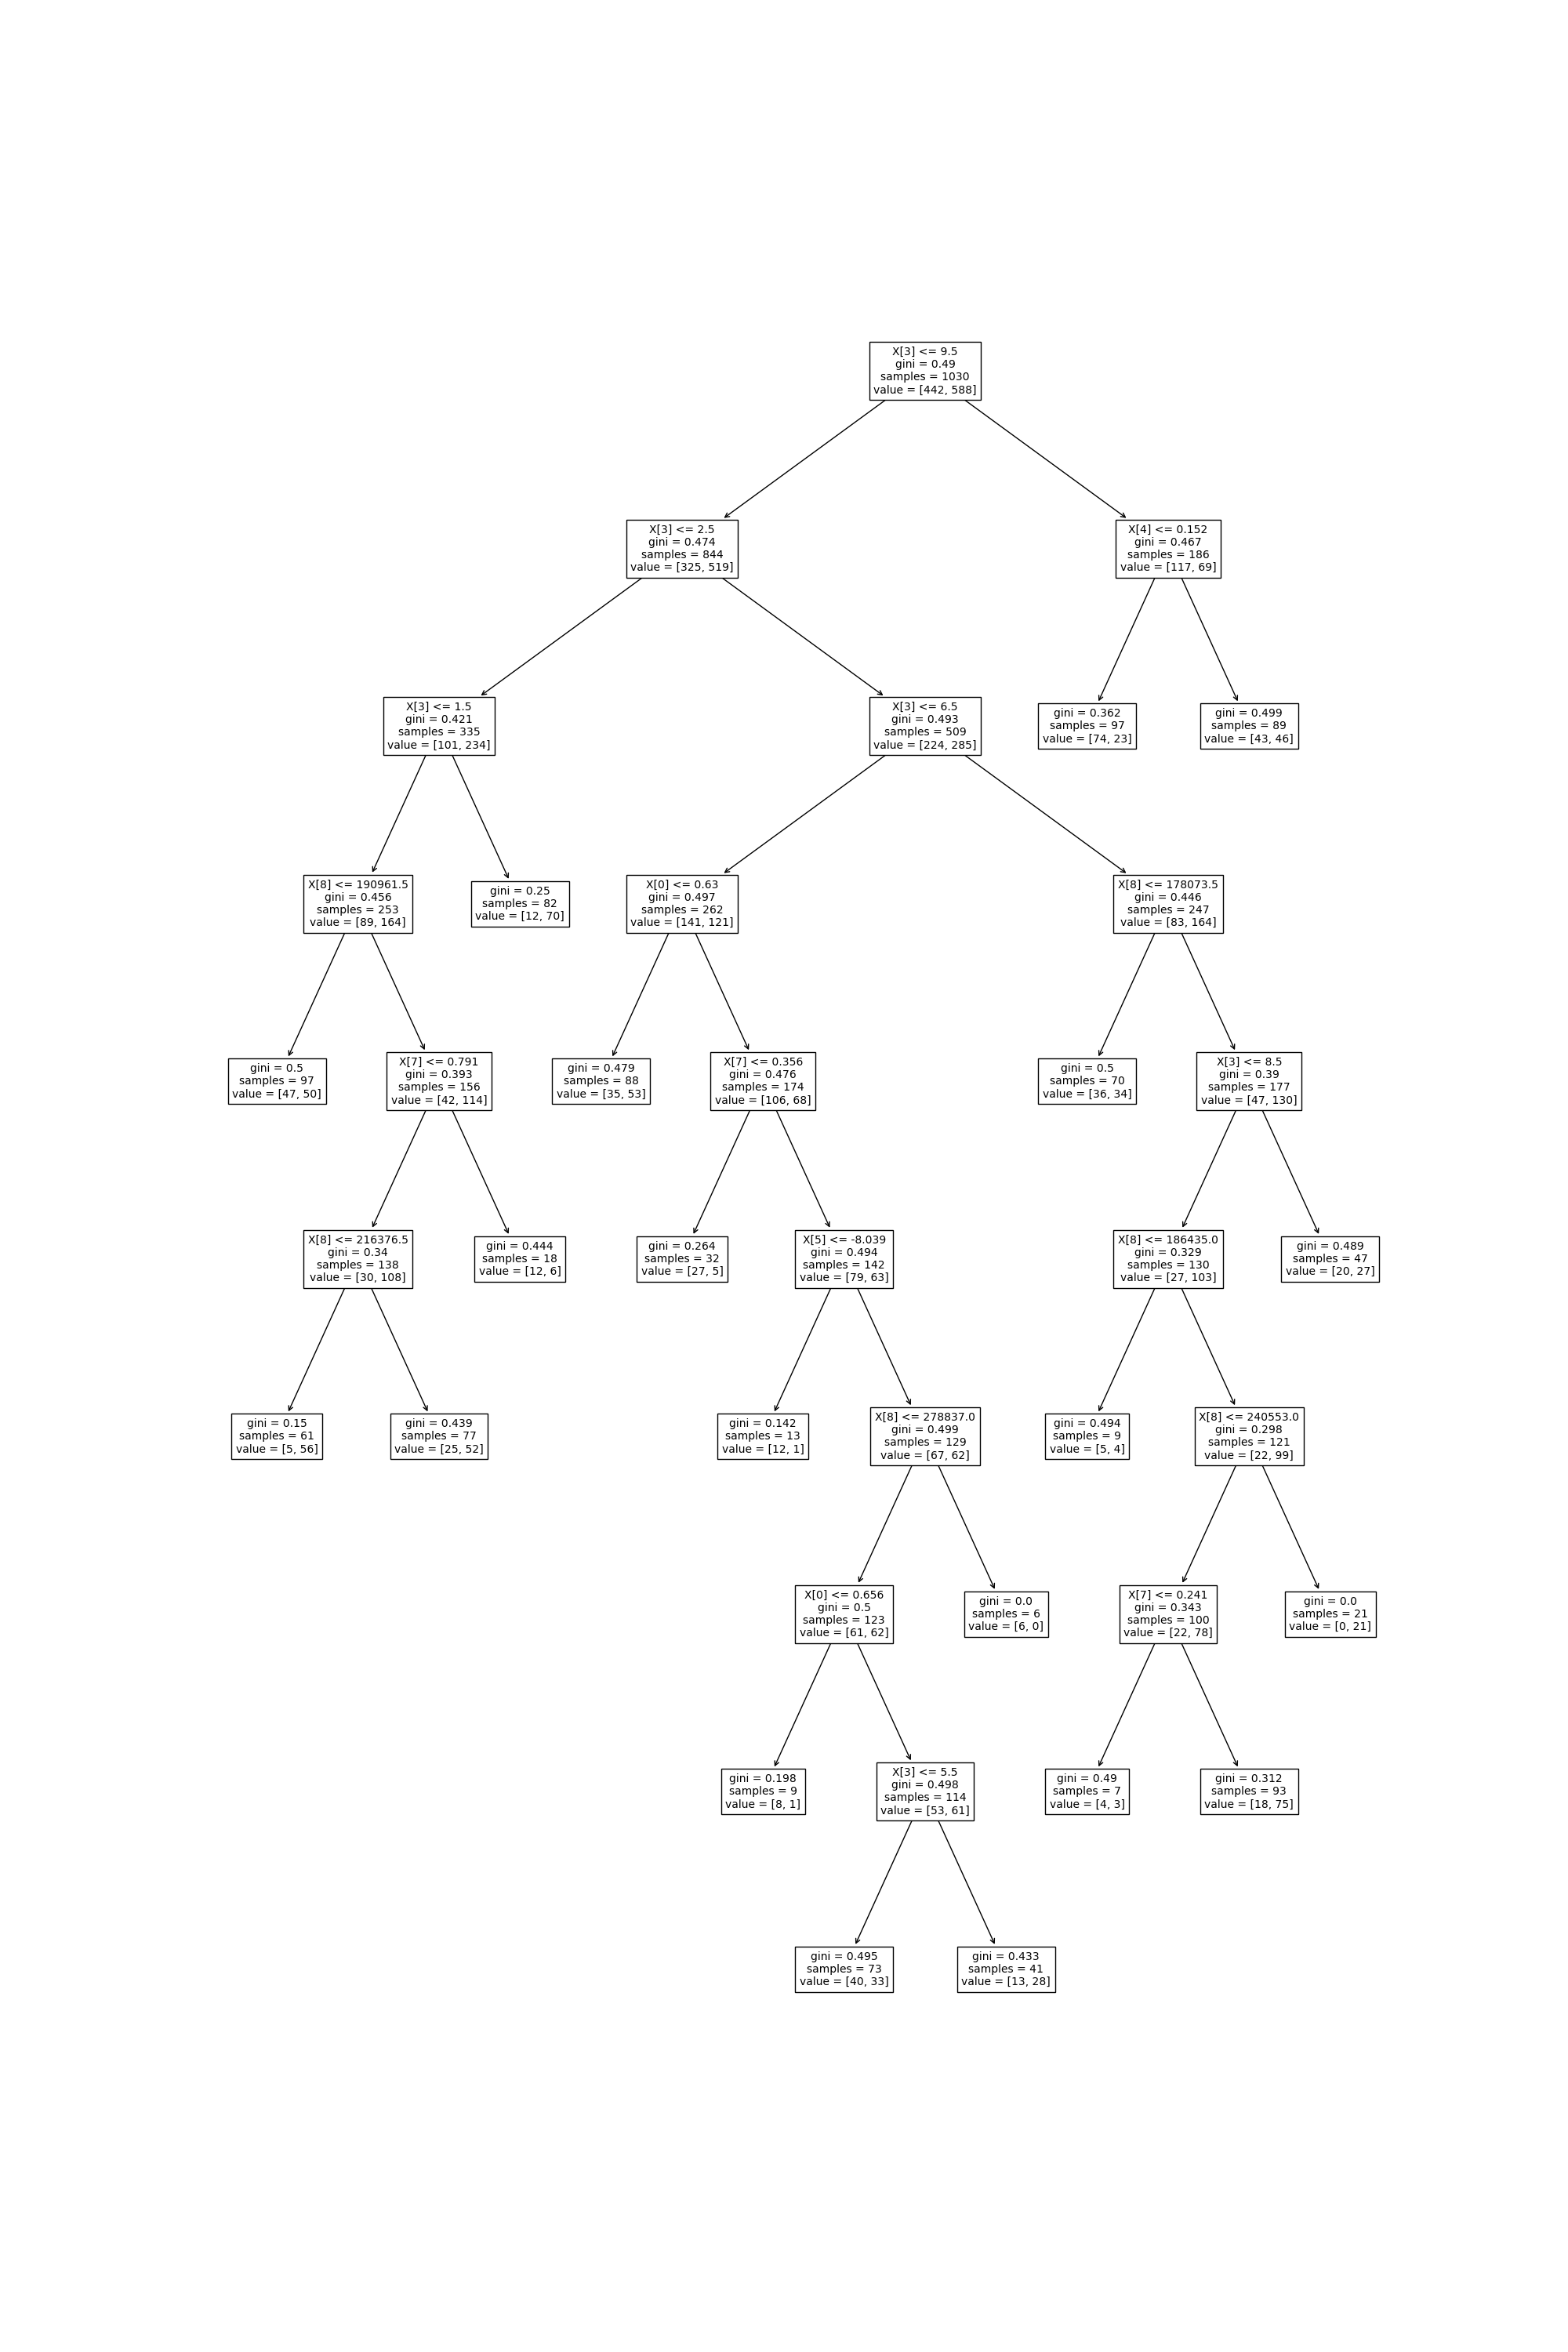 X[3] <= 9.5
gini = 0.49
samples = 1030
value = [442, 588]
X[3] <= 2.5
gini = 0.474
samples = 844
value = [325, 519]
X[4] <= 0.152
gini = 0.467
samples = 186
value = [117, 69]
X[3] <= 1.5
gini = 0.421
samples = 335
value = [101, 234]
X[3] <= 6.5
gini = 0.493
samples = 509
value = [224, 285]
gini = 0.362
samples = 97
value = [74, 23]
gini = 0.499
samples = 89
value = [43, 46]
X[8] <= 190961.5
gini = 0.456
samples = 253
value = [89, 164]
gini = 0.25
samples = 82
value = [12, 70]
X[0] <= 0.63
gini = 0.497
samples = 262
value = [141, 121]
X[8] <= 178073.5
gini = 0.446
samples = 247
value = [83, 164]
gini = 0.5
samples = 97
value = [47, 50]
X[7] <= 0.791
gini = 0.393
samples = 156
value = [42, 114]
gini = 0.479
samples = 88
value = [35, 53]
X[7] <= 0.356
gini = 0.476
samples = 174
value = [106, 68]
gini = 0.5
samples = 70
value = [36, 34]
X[3] <= 8.5
gini = 0.39
samples = 177
value = [47, 130]
X[8] <= 216376.5
gini = 0.34
samples = 138
value = [30, 108]
gini = 0.444
samples = 18
value = [12, 6]
gini = 0.264
samples = 32
value = [27, 5]
X[5] <= -8.039
gini = 0.494
samples = 142
value = [79, 63]
X[8] <= 186435.0
gini = 0.329
samples = 130
value = [27, 103]
gini = 0.489
samples = 47
value = [20, 27]
gini = 0.15
samples = 61
value = [5, 56]
gini = 0.439
samples = 77
value = [25, 52]
gini = 0.142
samples = 13
value = [12, 1]
X[8] <= 278837.0
gini = 0.499
samples = 129
value = [67, 62]
gini = 0.494
samples = 9
value = [5, 4]
X[8] <= 240553.0
gini = 0.298
samples = 121
value = [22, 99]
X[0] <= 0.656
gini = 0.5
samples = 123
value = [61, 62]
gini = 0.0
samples = 6
value = [6, 0]
X[7] <= 0.241
gini = 0.343
samples = 100
value = [22, 78]
gini = 0.0
samples = 21
value = [0, 21]
gini = 0.198
samples = 9
value = [8, 1]
X[3] <= 5.5
gini = 0.498
samples = 114
value = [53, 61]
gini = 0.49
samples = 7
value = [4, 3]
gini = 0.312
samples = 93
value = [18, 75]
gini = 0.495
samples = 73
value = [40, 33]
gini = 0.433
samples = 41
value = [13, 28]